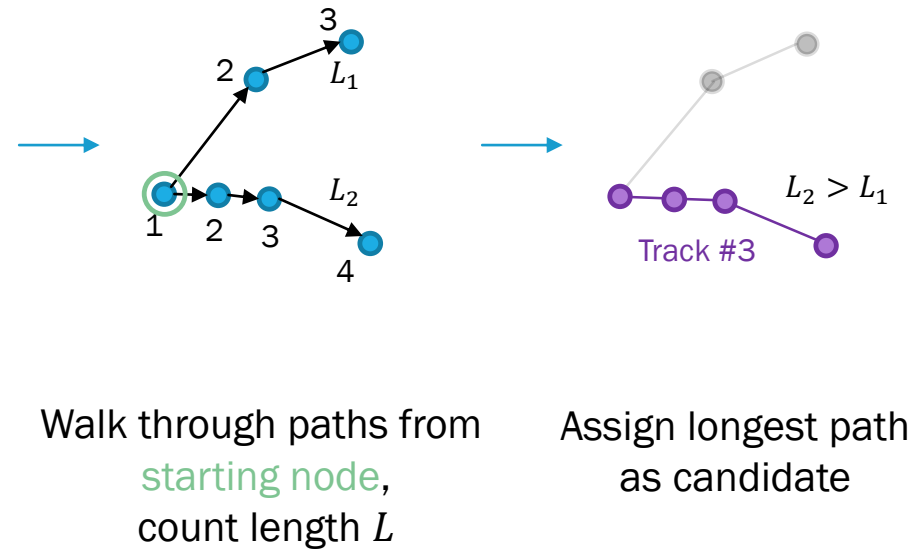 3
2
L₁
1
2
3
L₂
4
L₂ > L₁
Track #3
Walk through paths from
starting node,
count length L
Assign longest path
as candidate